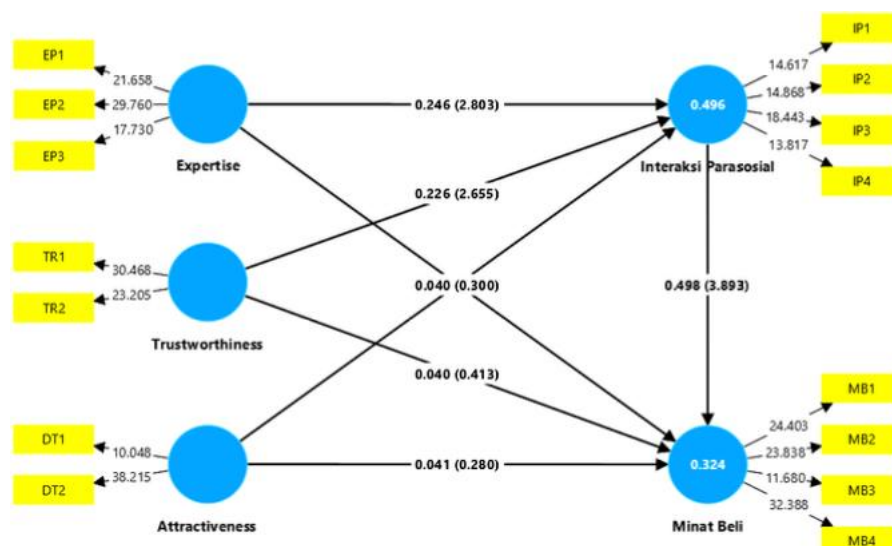 EP1
EP2
EP3
21.658
29.760
17.730
Expertise
TR1
TR2
30.468
23.205
Trustworthiness
DT1
DT2
10.048
38.215
Attractiveness
0.246 (2.803)
0.226 (2.655)
0.040 (0.300)
0.040 (0.413)
0.041 (0.280)
0.498 (3.893)
0.496
Interaksi Parasosial
14.617
14.868
18.443
13.817
IP1
IP2
IP3
IP4
0.324
Minat Beli
24.403
23.838
11.680
32.388
MB1
MB2
MB3
MB4